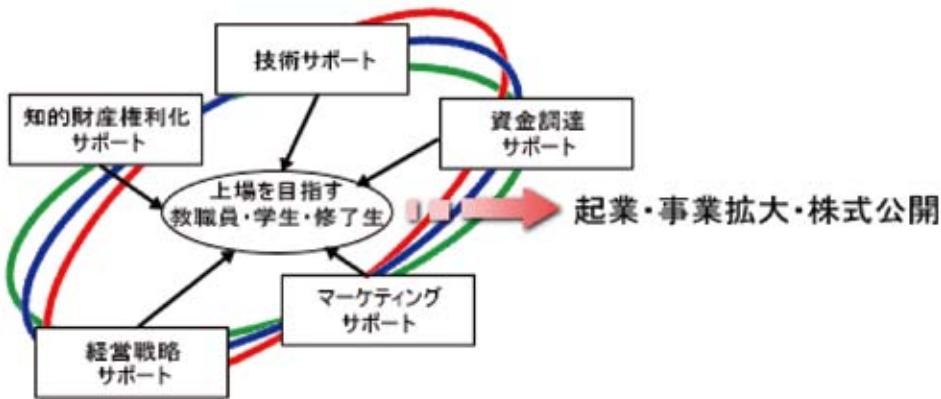 技術サポート
知的財産権利化
サポート
資金調達
サポート
上場を目指す
教職員・学生・修了生
起業・事業拡大・株式公開
マーケティング
サポート
経営戦略
サポート